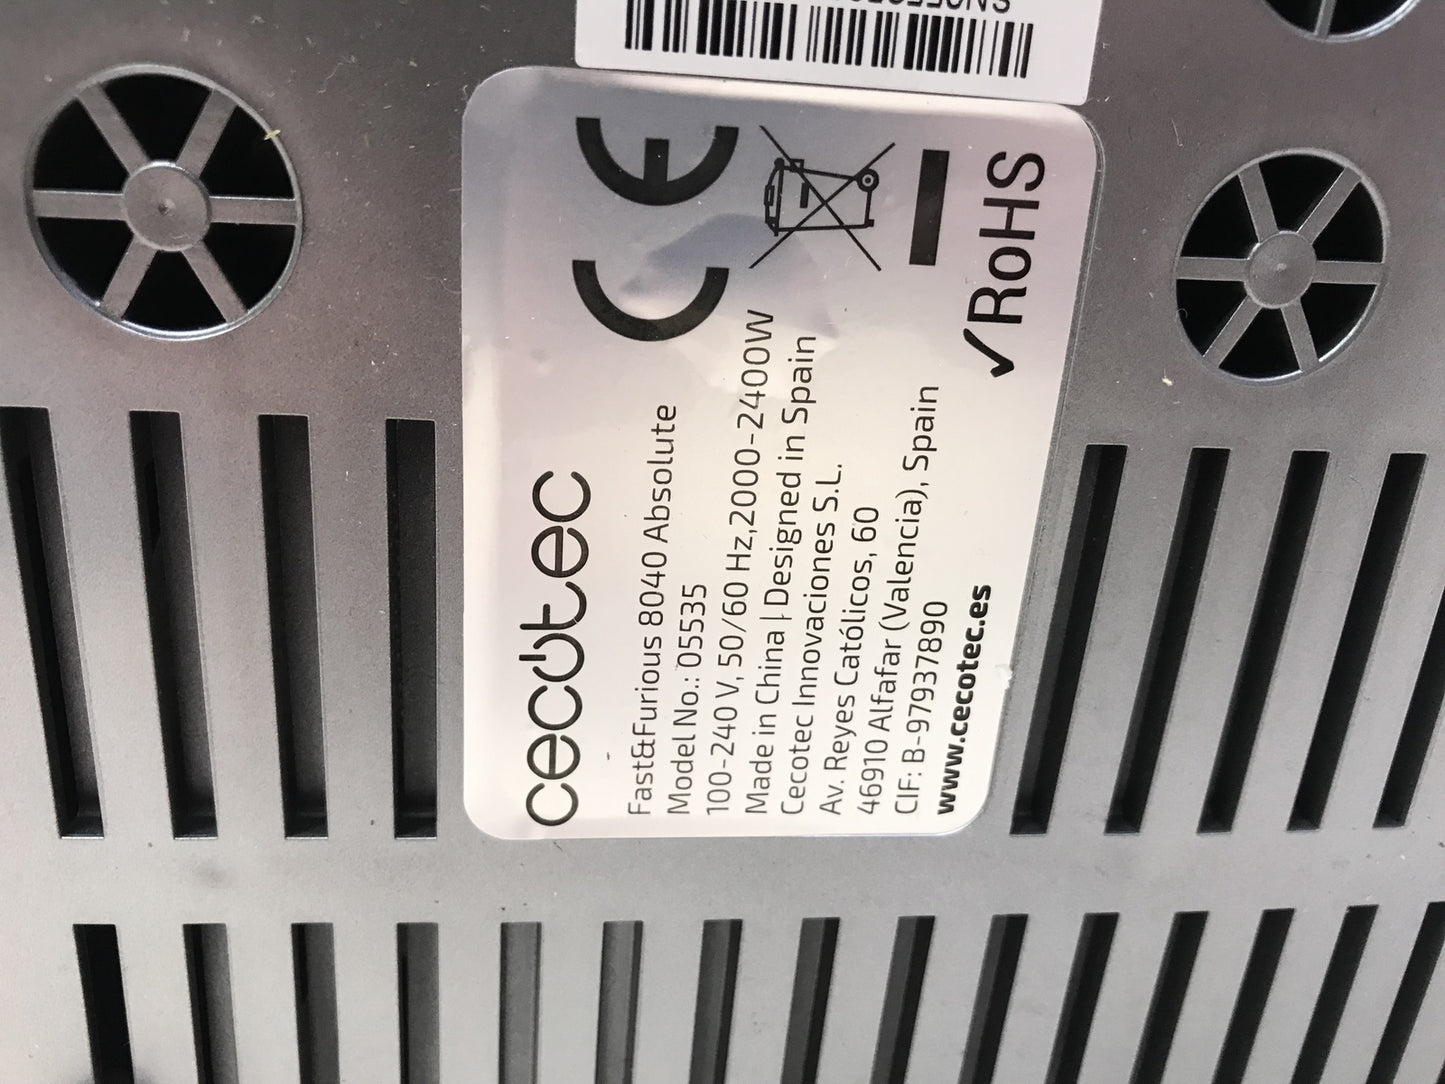 cecotec
Fast&Furious 8040 Absolute
Model No.: 05535
100-240 V, 50/60 Hz,2000-2400W
Made in China | Designed in Spain
Cecotec Innovaciones S.L.
Av. Reyes Católicos, 60
46910 Alfafar (Valencia), Spain
CIF: B-97937890
www.cecotec.es
CE
✓RoHS